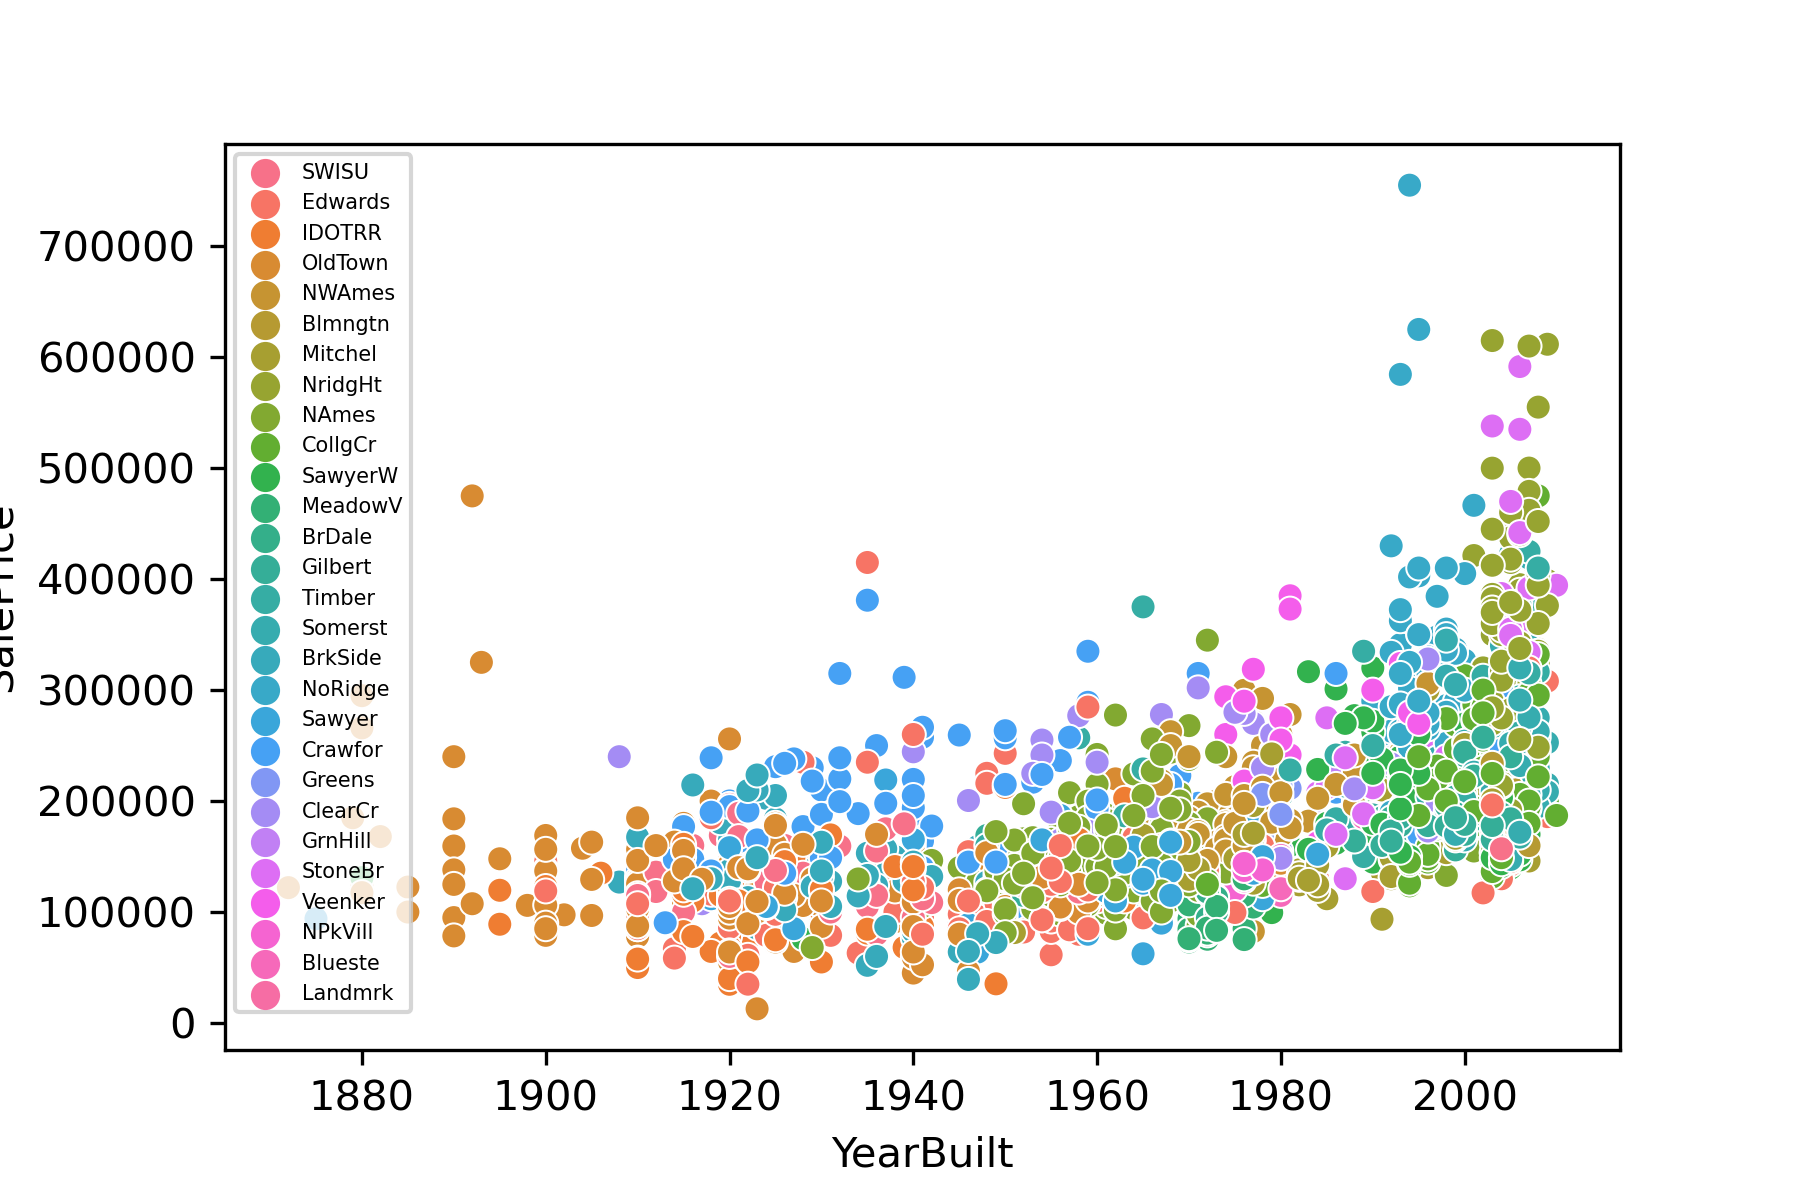 SalePrice
700000
600000
500000
400000
300000
200000
100000
0
SWISU
Edwards
IDOTRR
OldTown
NWAmes
Blmngtn
Mitchel
NridgHt
NAmes
CollgCr
SawyerW
MeadowV
BrDale
Gilbert
Timber
Somerst
BrkSide
NoRidge
Sawyer
Crawfor
Greens
ClearCr
GrnHill
StoneBr
Veenker
NPkVill
Blueste
Landmrk
1880 1900 1920 1940 1960 1980 2000
YearBuilt